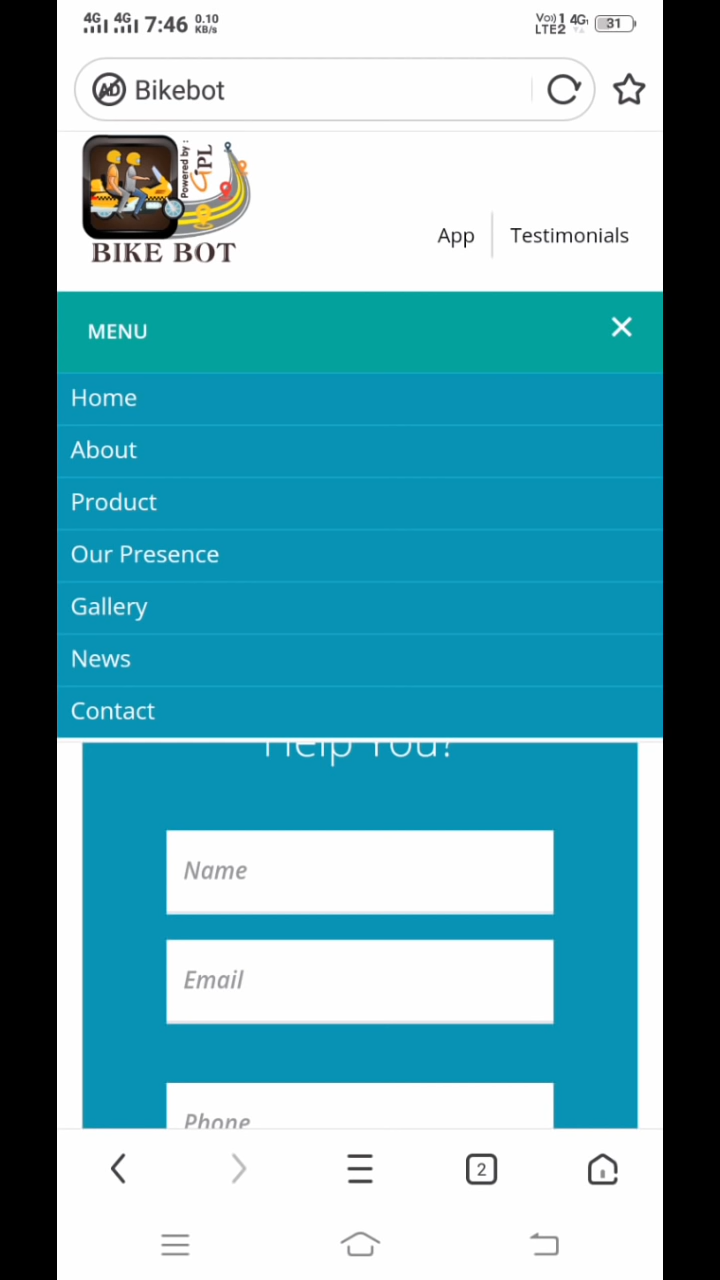 4G 4G 7:46 0.10 KB/s Vo)) 1 4G LTE2 31
AD Bikebot
Powered by : GPL
BIKE BOT
App Testimonials
MENU ✕
Home
About
Product
Our Presence
Gallery
News
Contact
Help You?
Name
Email
Phone
2